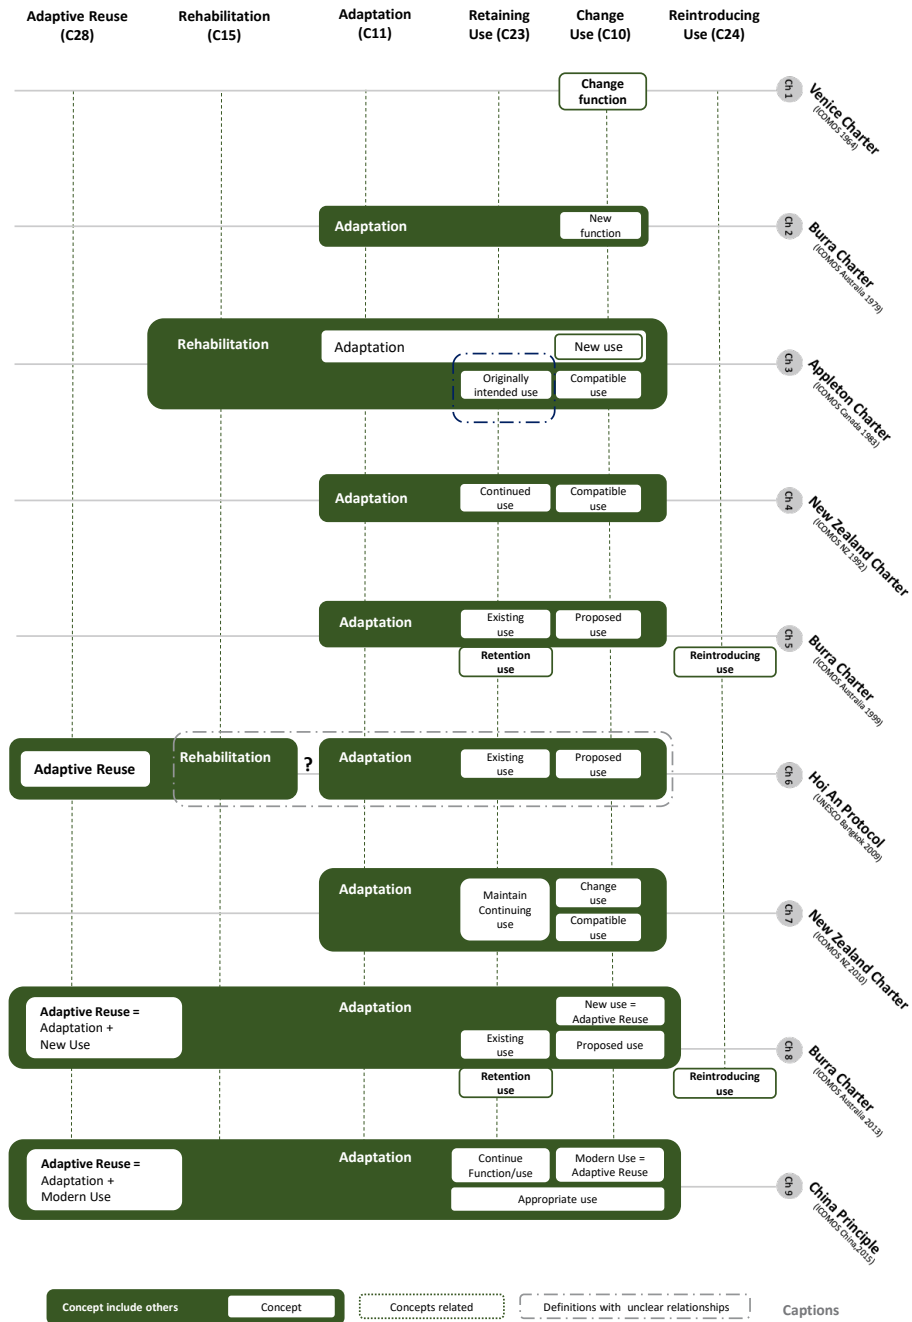 Adaptive Reuse
(C28)
Rehabilitation
(C15)
Adaptation
(C11)
Retaining
Use (C23)
Change
Use (C10)
Reintroducing
Use (C24)
Change
function
Ch 1
Venice Charter
(ICOMOS 1964)
Adaptation
New
function
Ch 2
Burra Charter
(ICOMOS Australia 1979)
Rehabilitation
Adaptation
New use
Originally
intended use
Compatible
use
Ch 3
Appleton Charter
(ICOMOS Canada 1983)
Adaptation
Continued
use
Compatible
use
Ch 4
New Zealand Charter
(ICOMOS NZ 1992)
Adaptation
Existing
use
Proposed
use
Retention
use
Reintroducing
use
Ch 5
Burra Charter
(ICOMOS Australia 1999)
Adaptive Reuse
Rehabilitation
?
Adaptation
Existing
use
Proposed
use
Ch 6
Hoi An Protocol
(UNESCO Bangkok 2009)
Adaptation
Maintain
Continuing
use
Change
use
Compatible
use
Ch 7
New Zealand Charter
(ICOMOS NZ 2010)
Adaptive Reuse =
Adaptation +
New Use
Adaptation
New use =
Adaptive Reuse
Existing
use
Proposed use
Retention
use
Reintroducing
use
Ch 8
Burra Charter
(ICOMOS Australia 2013)
Adaptive Reuse =
Adaptation +
Modern Use
Adaptation
Continue
Function/use
Modern Use =
Adaptive Reuse
Appropriate use
Ch 9
China Principle
(ICOMOS China,2015)
Concept include others
Concept
Concepts related
Definitions with unclear relationships
Captions